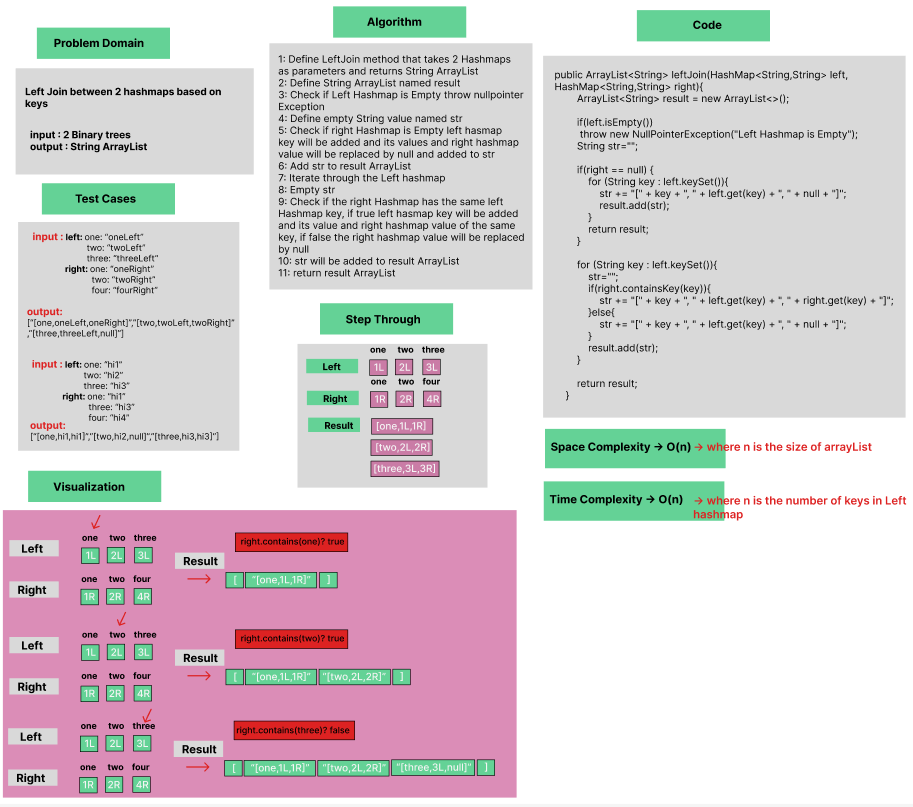 Problem Domain
Left Join between 2 hashmaps based on
keys
input : 2 Binary trees
output : String ArrayList
Test Cases
input : left: one: "oneLeft"
two: "twoLeft"
three: "threeLeft"
right: one: "oneRight"
two: "twoRight"
four: "fourRight"
output:
["[one,oneLeft,oneRight]","[two,twoLeft,twoRight]"
,"[three,threeLeft,null]"]
input : left: one: "hi1"
two: "hi2"
three: "hi3"
right: one: "hi1"
three: "hi3"
four: "hi4"
output:
["[one,hi1,hi1]","[two,hi2,null]";"[three,hi3,hi3]"]
Algorithm
1: Define LeftJoin method that takes 2 Hashmaps
as parameters and returns String ArrayList
2: Define String ArrayList named result
3: Check if Left Hashmap is Empty throw nullpointer
Exception
4: Define empty String value named str
5: Check if right Hashmap is Empty left hasmap
key will be added and its values and right hashmap
value will be replaced by null and added to str
6: Add str to result ArrayList
7: Iterate through the Left hashmap
8: Empty str
9: Check if the right Hashmap has the same left
Hashmap key, if true left hasmap key will be added
and its value and right hashmap value of the same
key, if false the right hashmap value will be replaced
by null
10: str will be added to result ArrayList
11: return result ArrayList
Step Through
one two three
Left 1L 2L 3L
one two four
Right 1R 2R 4R
Result [one,1L,1R]
[two,2L,2R]
[three,3L,3R]
Code
public ArrayList<String> leftJoin(HashMap<String,String> left,
HashMap<String,String> right){
ArrayList<String> result = new ArrayList<>();
if(left.isEmpty())
throw new NullPointerException("Left Hashmap is Empty");
String str="";
if(right == null) {
for (String key : left.keySet()){
str += "[" + key + ", " + left.get(key) + ", " + null + "]";
result.add(str);
}
return result;
}
for (String key : left.keySet()){
str="";
if(right.containsKey(key)){
str += "[" + key + ", " + left.get(key) + ", " + right.get(key) + "]";
}else{
str += "[" + key + ", " + left.get(key) + ", " + null + "]";
}
result.add(str);
}
return result;
}
Space Complexity → O(n) → where n is the size of arrayList
Time Complexity → O(n) → where n is the number of keys in Left
hashmap
Visualization
one two three
Left 1L 2L 3L
right.contains(one)? true
Result
one two four
Right 1R 2R 4R
[ "[one,1L,1R]" ]
one two three
Left 1L 2L 3L
right.contains(two)? true
Result
one two four
Right 1R 2R 4R
[ "[one,1L,1R]" "[two,2L,2R]" ]
one two three
Left 1L 2L 3L
right.contains(three)? false
Result
one two four
Right 1R 2R 4R
[ "[one,1L,1R]" "[two,2L,2R]" "[three,3L,null]" ]